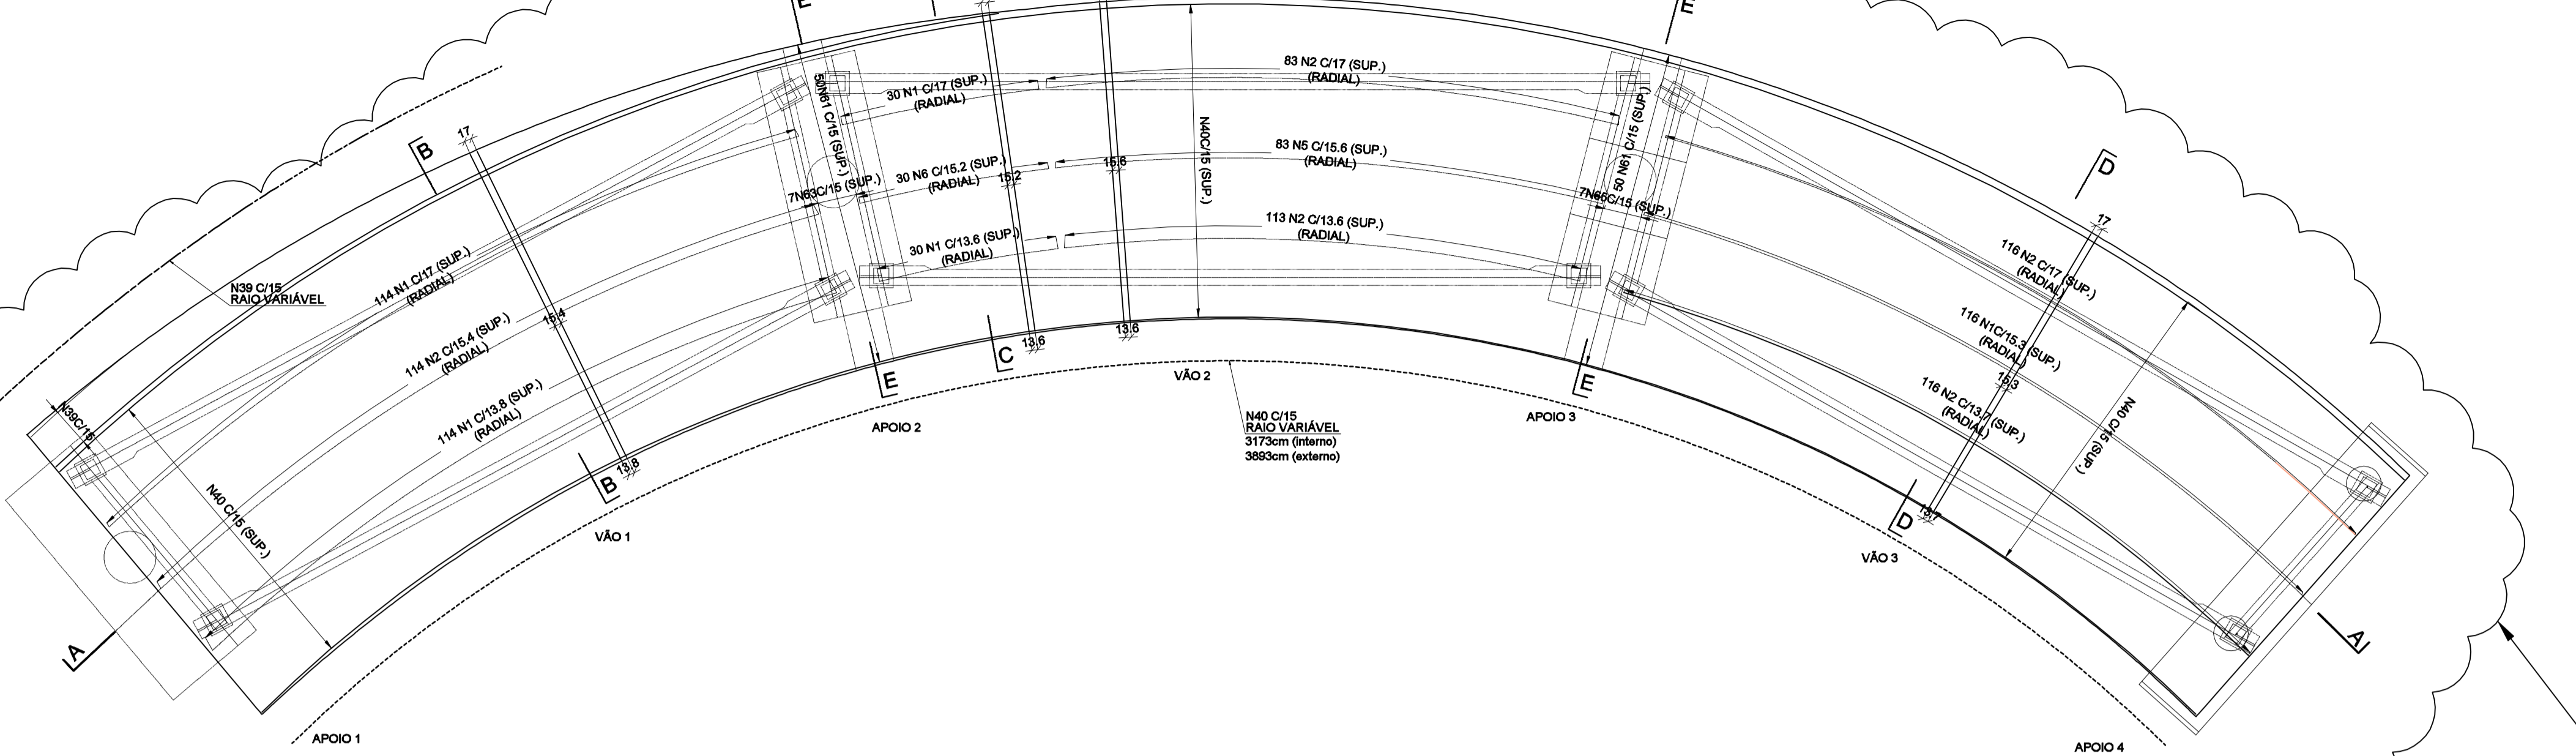 E
E
83 N2 C/17 (SUP.)
(RADIAL)
30 N1 C/17 (SUP.)
(RADIAL)
50N61 C/15 (SUP.)
50 N61 C/15 (SUP.)
N40C/15 (SUP.)
B
17
83 N5 C/15.6 (SUP.)
(RADIAL)
15.6
30 N6 C/15.2 (SUP.)
(RADIAL)
15.2
7N63C/15 (SUP.)
7N65C/15 (SUP.)
D
17
113 N2 C/13.6 (SUP.)
(RADIAL)
30 N1 C/13.6 (SUP.)
(RADIAL)
114 N1 C/17 (SUP.)
(RADIAL)
N39 C/15
RAIO VARIÁVEL
116 N2 C/17 (SUP.)
(RADIAL)
15.4
114 N2 C/15.4 (SUP.)
(RADIAL)
116 N1C/15.3 (SUP.)
(RADIAL)
15.3
13.6
13.6
C
E
E
VÃO 2
114 N1 C/13.8 (SUP.)
(RADIAL)
116 N2 C/13.7 (SUP.)
(RADIAL)
N40 C/15 (SUP.)
N39C/15
APOIO 2
APOIO 3
N40 C/15
RAIO VARIÁVEL
3173cm (interno)
3893cm (externo)
13.8
B
N40 C/15 (SUP.)
13.7
D
VÃO 1
VÃO 3
A
A
APOIO 1
APOIO 4